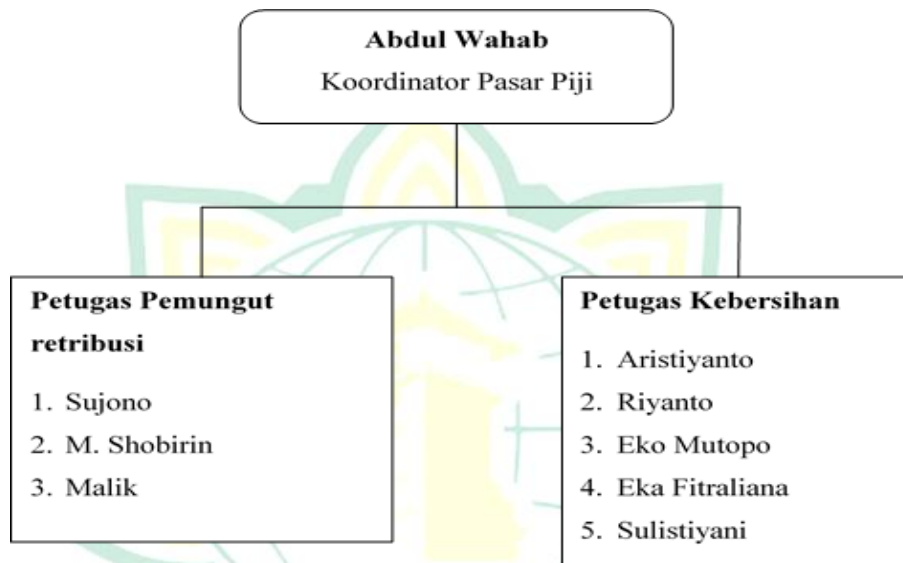 Abdul Wahab
Koordinator Pasar Piji
Petugas Pemungut
retribusi
1. Sujono
2. M. Shobirin
3. Malik
Petugas Kebersihan
1. Aristiyanto
2. Riyanto
3. Eko Mutopo
4. Eka Fitraliana
5. Sulistiyani